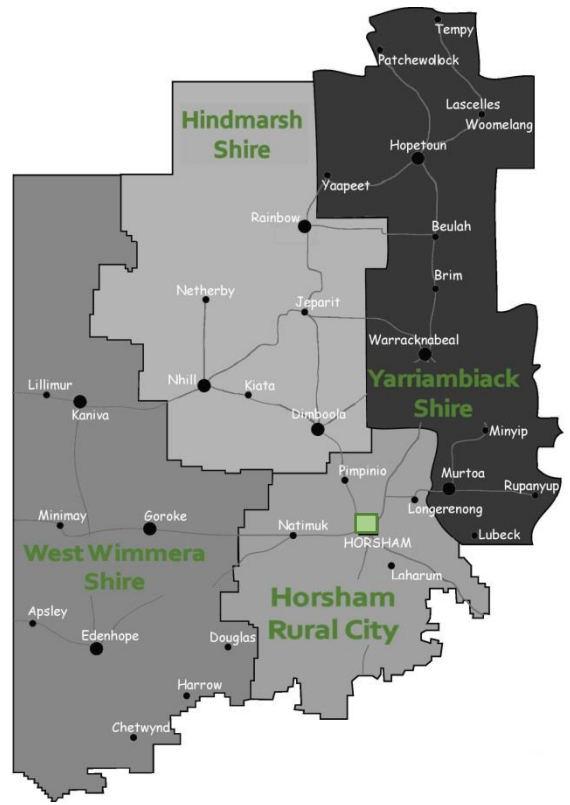 Tempy
Patchewollock
Lascelles
Woomelang
Hindmarsh
Shire
Hopetoun
Yaapeet
Rainbow
Beulah
Brim
Netherby
Jeparit
Warracknabeal
Yarriambiack
Shire
Lillimur
Kaniva
Nhill
Kiata
Dimboola
Minyip
Pimpinio
Murtoa
Rupanyup
Longerenong
Minimay
Goroke
Natimuk
HORSHAM
Lubeck
West Wimmera
Shire
Laharum
Horsham
Rural City
Apsley
Edenhope
Douglas
Harrow
Chetwynd